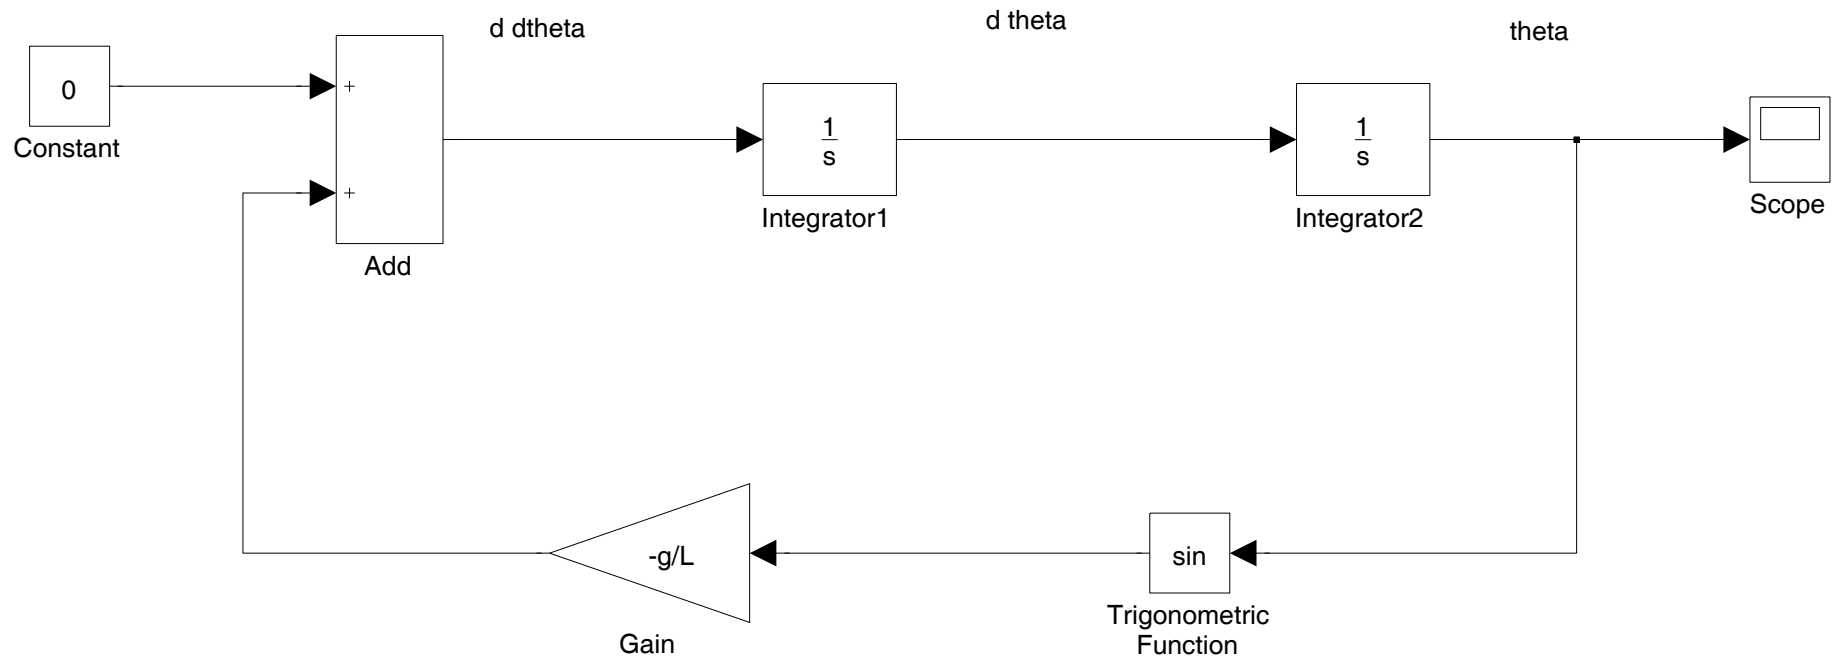 d dtheta
d theta
theta
0
+
Constant
1
s
1
s
+
Integrator1
Integrator2
Scope
Add
-g/L
sin
Gain
Trigonometric
Function